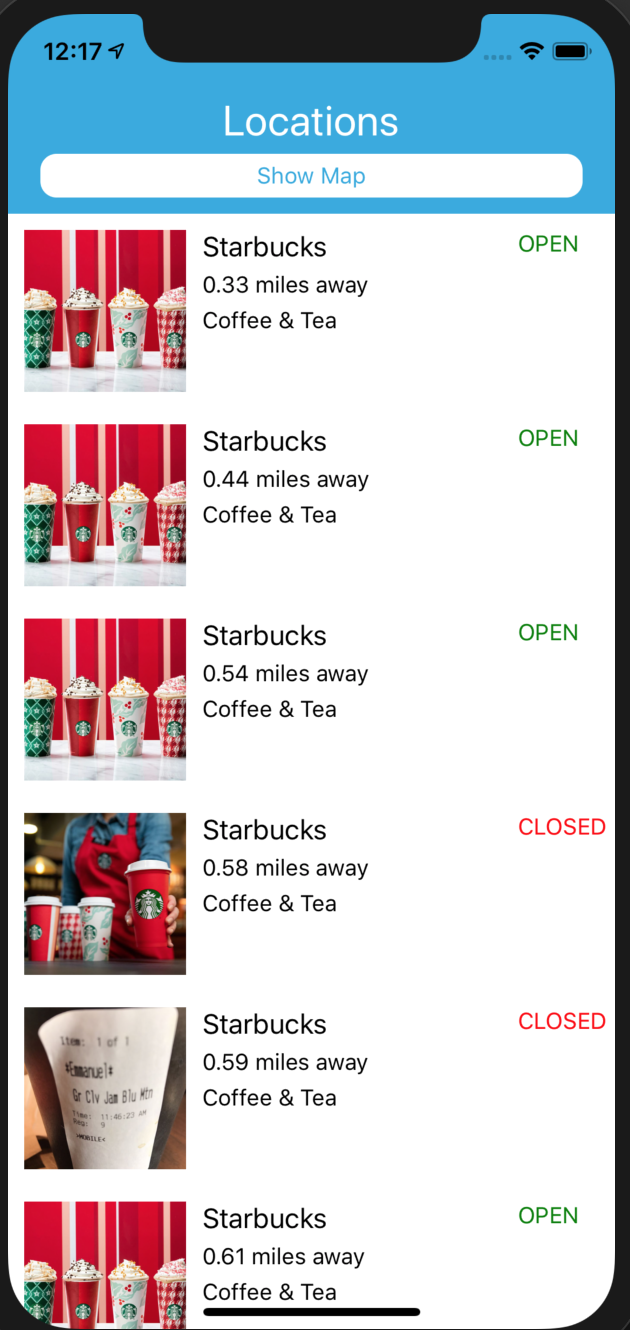 12:17
Locations
Show Map
Starbucks
OPEN
0.33 miles away
Coffee & Tea
Starbucks
OPEN
0.44 miles away
Coffee & Tea
Starbucks
OPEN
0.54 miles away
Coffee & Tea
Starbucks
CLOSED
0.58 miles away
Coffee & Tea
Starbucks
CLOSED
0.59 miles away
Coffee & Tea
Item: 1 of 1
*Emmanuel*
Gr Clv Jam Blu Mtn
Time: 11:46:23 AM
Reg: 9
>MOBILE<
Starbucks
OPEN
0.61 miles away
Coffee & Tea